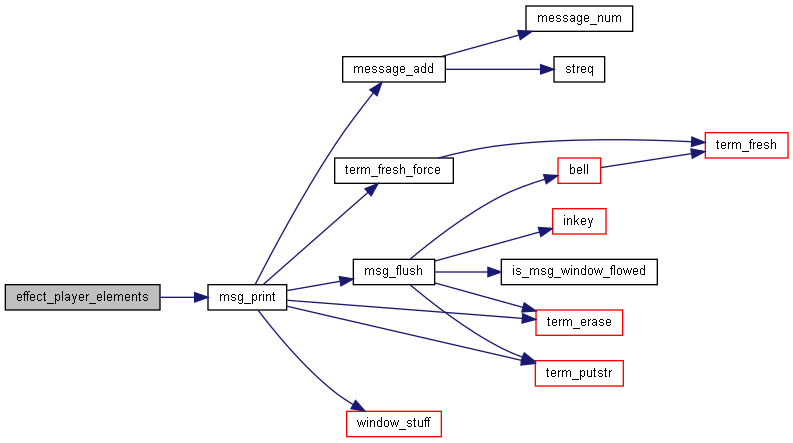 message_num
message_add
streq
term_fresh
term_fresh_force
bell
inkey
msg_flush
is_msg_window_flowed
effect_player_elements
msg_print
term_erase
term_putstr
window_stuff